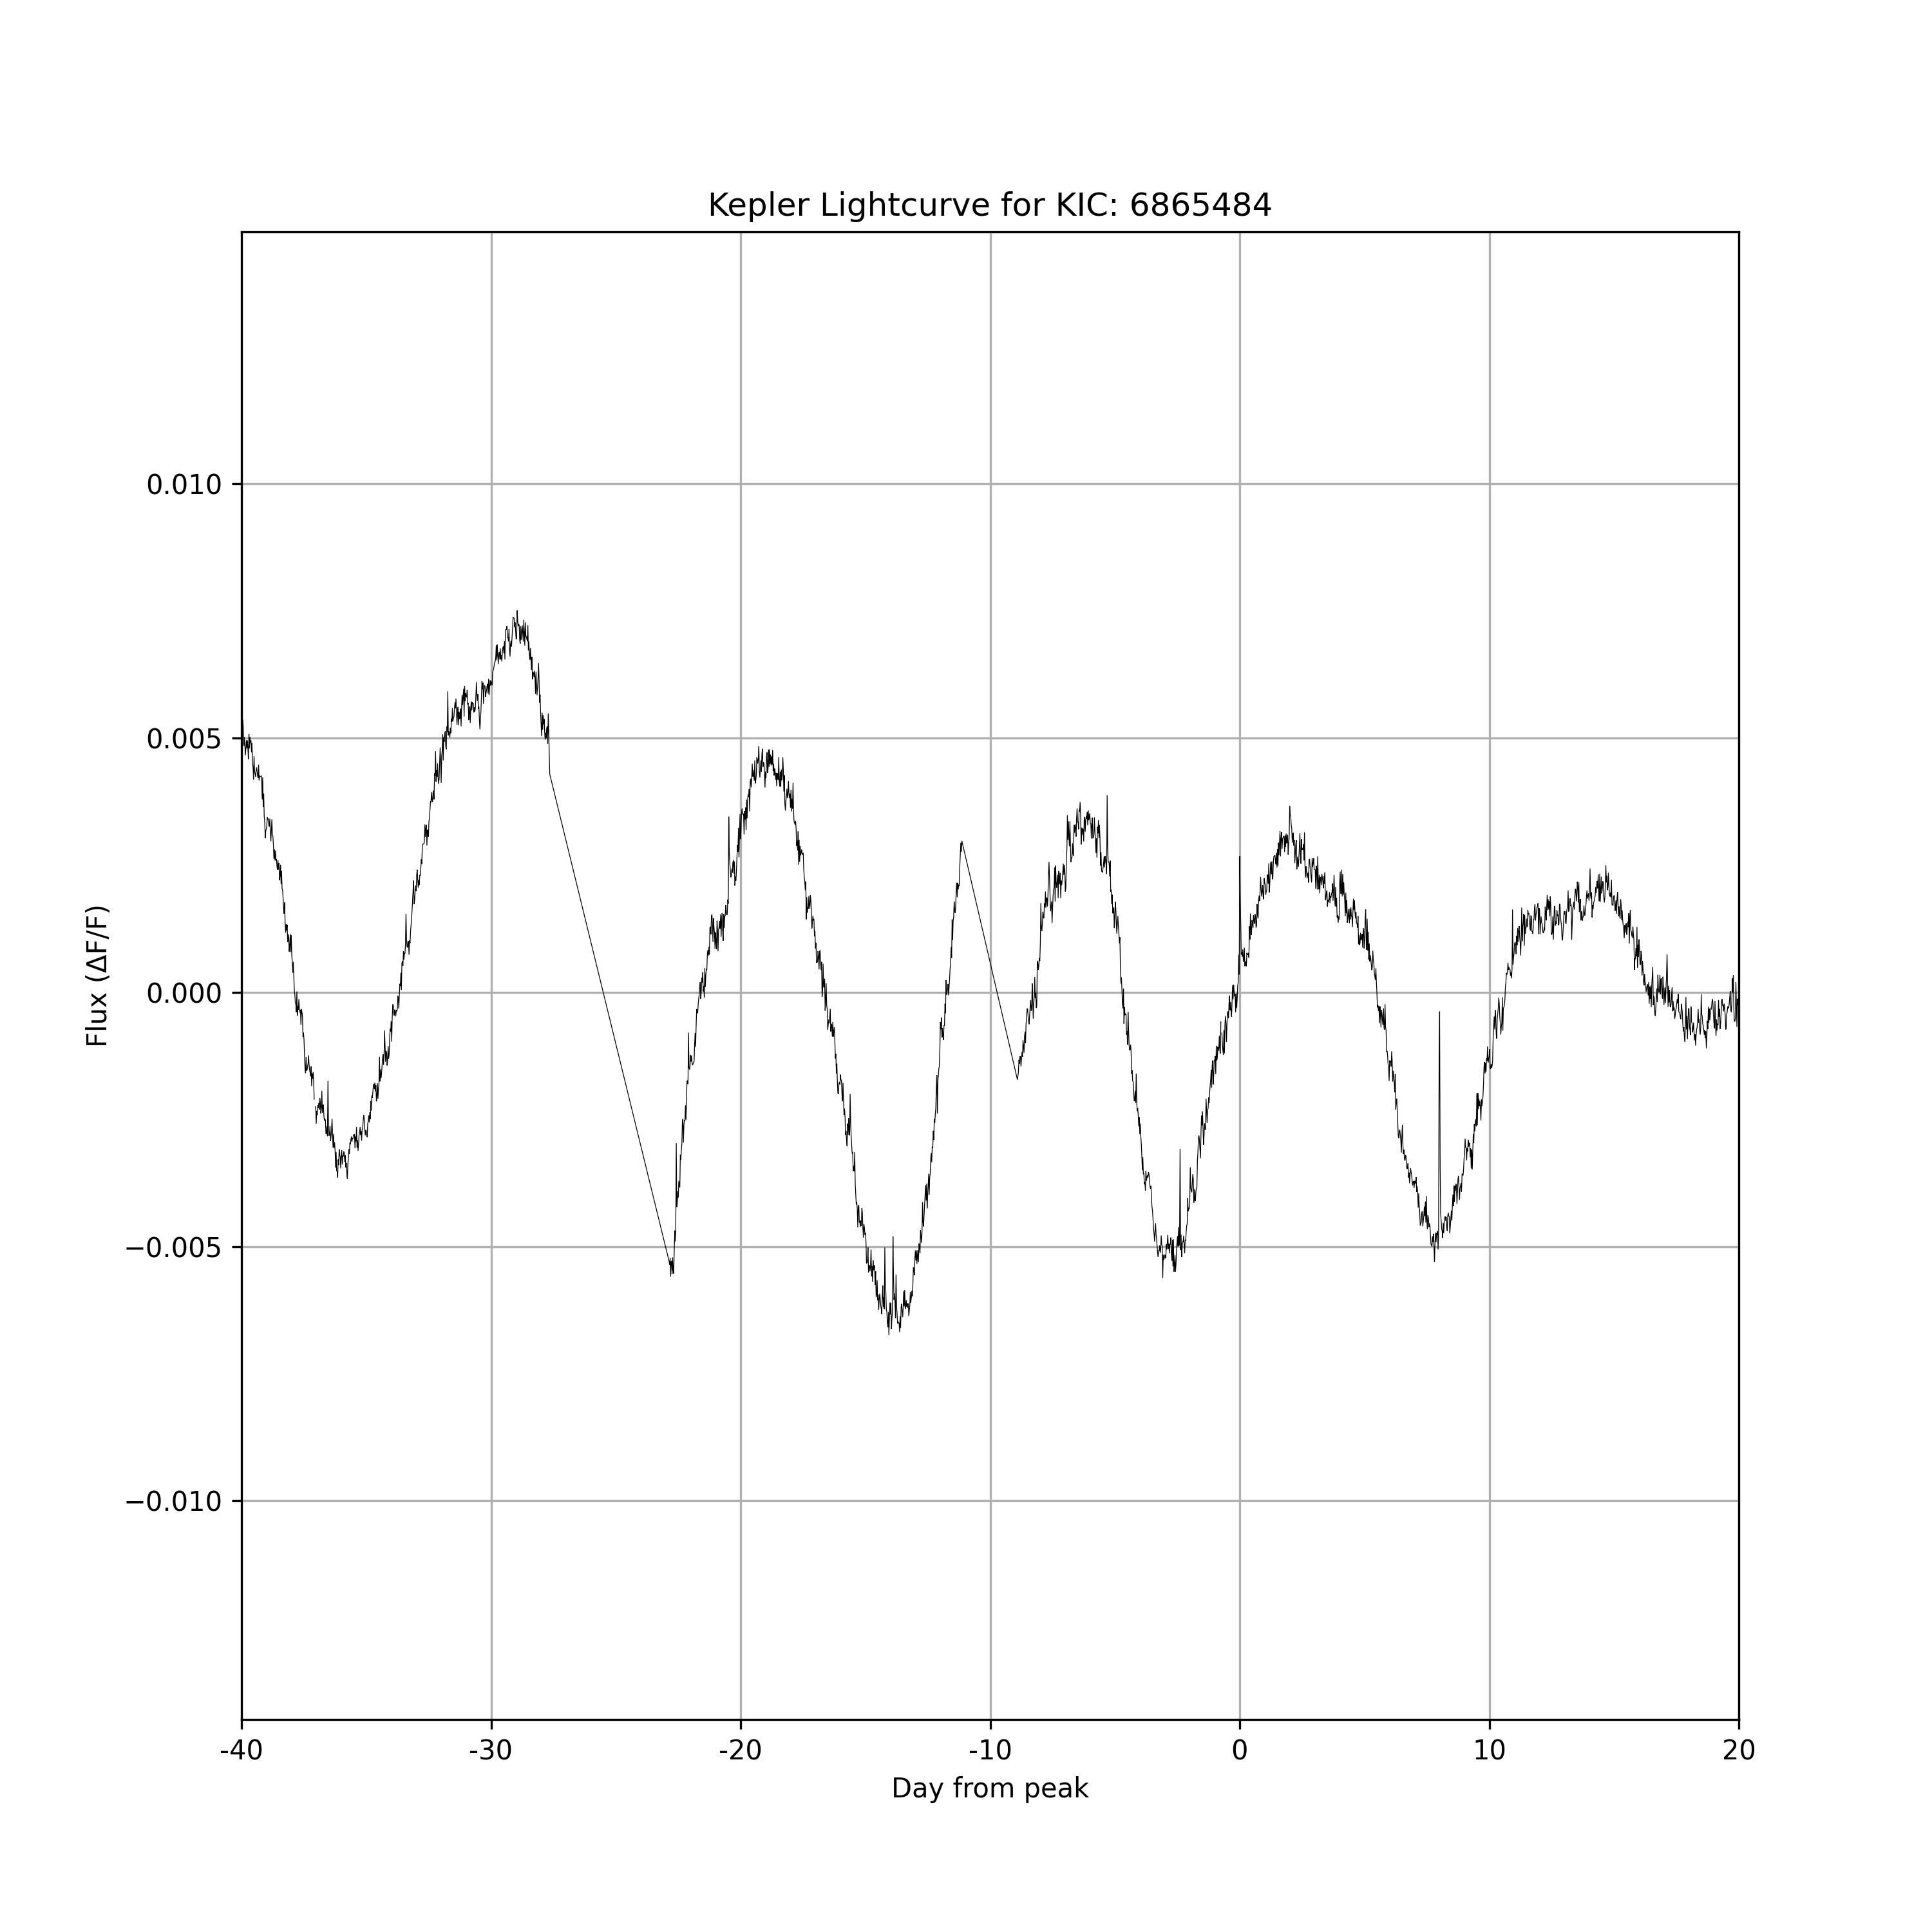 Kepler Lightcurve for KIC: 6865484
Flux (ΔF/F)
0.010
0.005
0.000
−0.005
−0.010
-40 -30 -20 -10 0 10 20
Day from peak